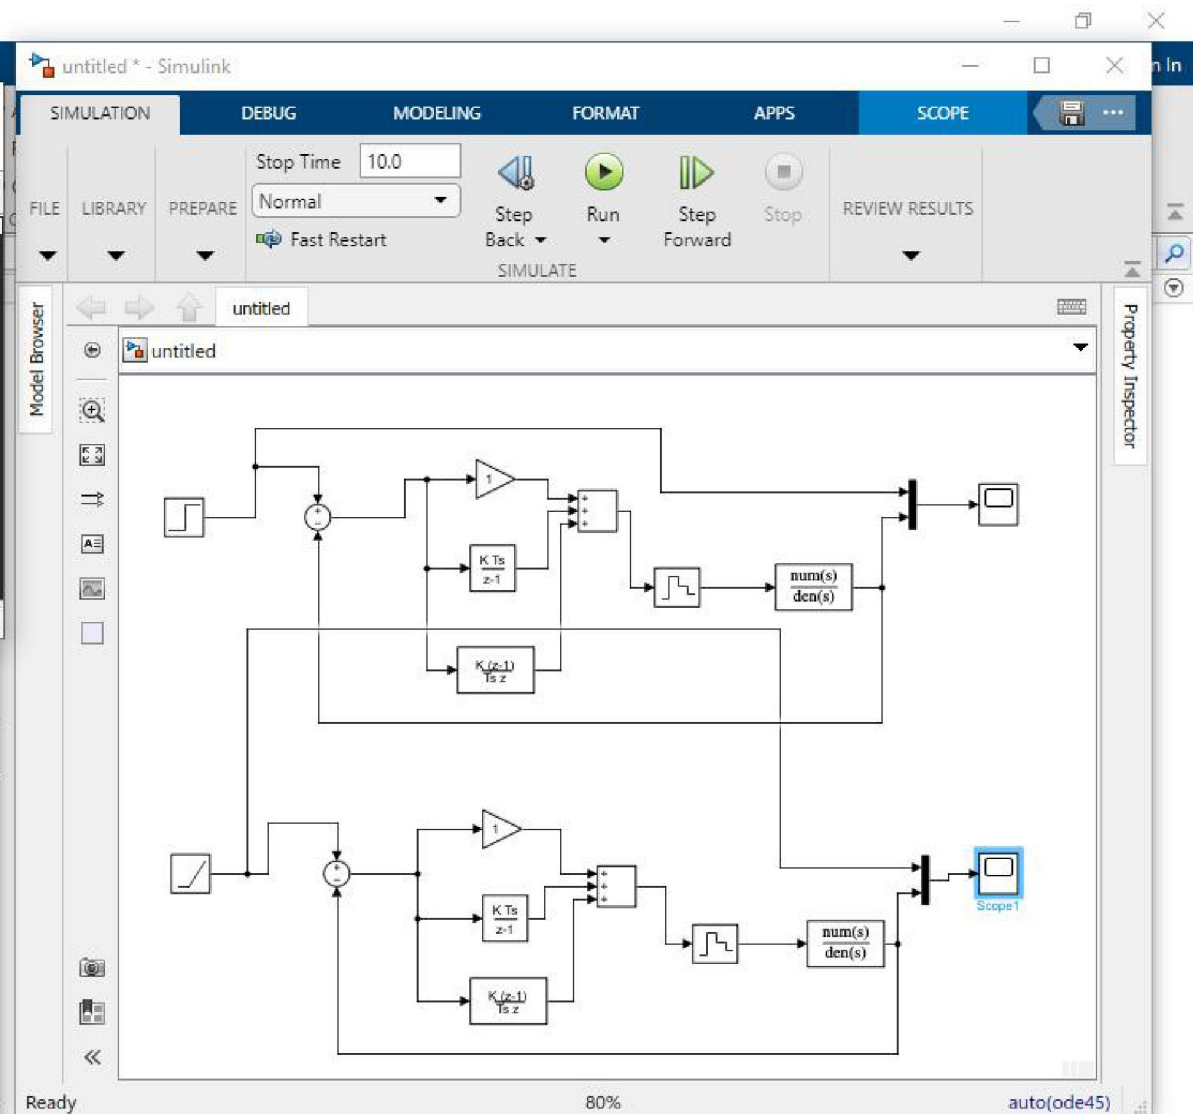 n In
untitled * - Simulink
SIMULATION DEBUG MODELING FORMAT APPS SCOPE
Stop Time 10.0
Normal
Fast Restart
FILE LIBRARY PREPARE
Step Back
Run
Step Forward
Stop
REVIEW RESULTS
SIMULATE
Model Browser
untitled
untitled
Property Inspector
1
+
-
+
+
+
K Ts
z-1
num(s)
den(s)
K (z-1)
Ts z
1
+
-
+
+
+
K Ts
z-1
num(s)
den(s)
K (z-1)
Ts z
Scope1
Ready 80% auto(ode45)